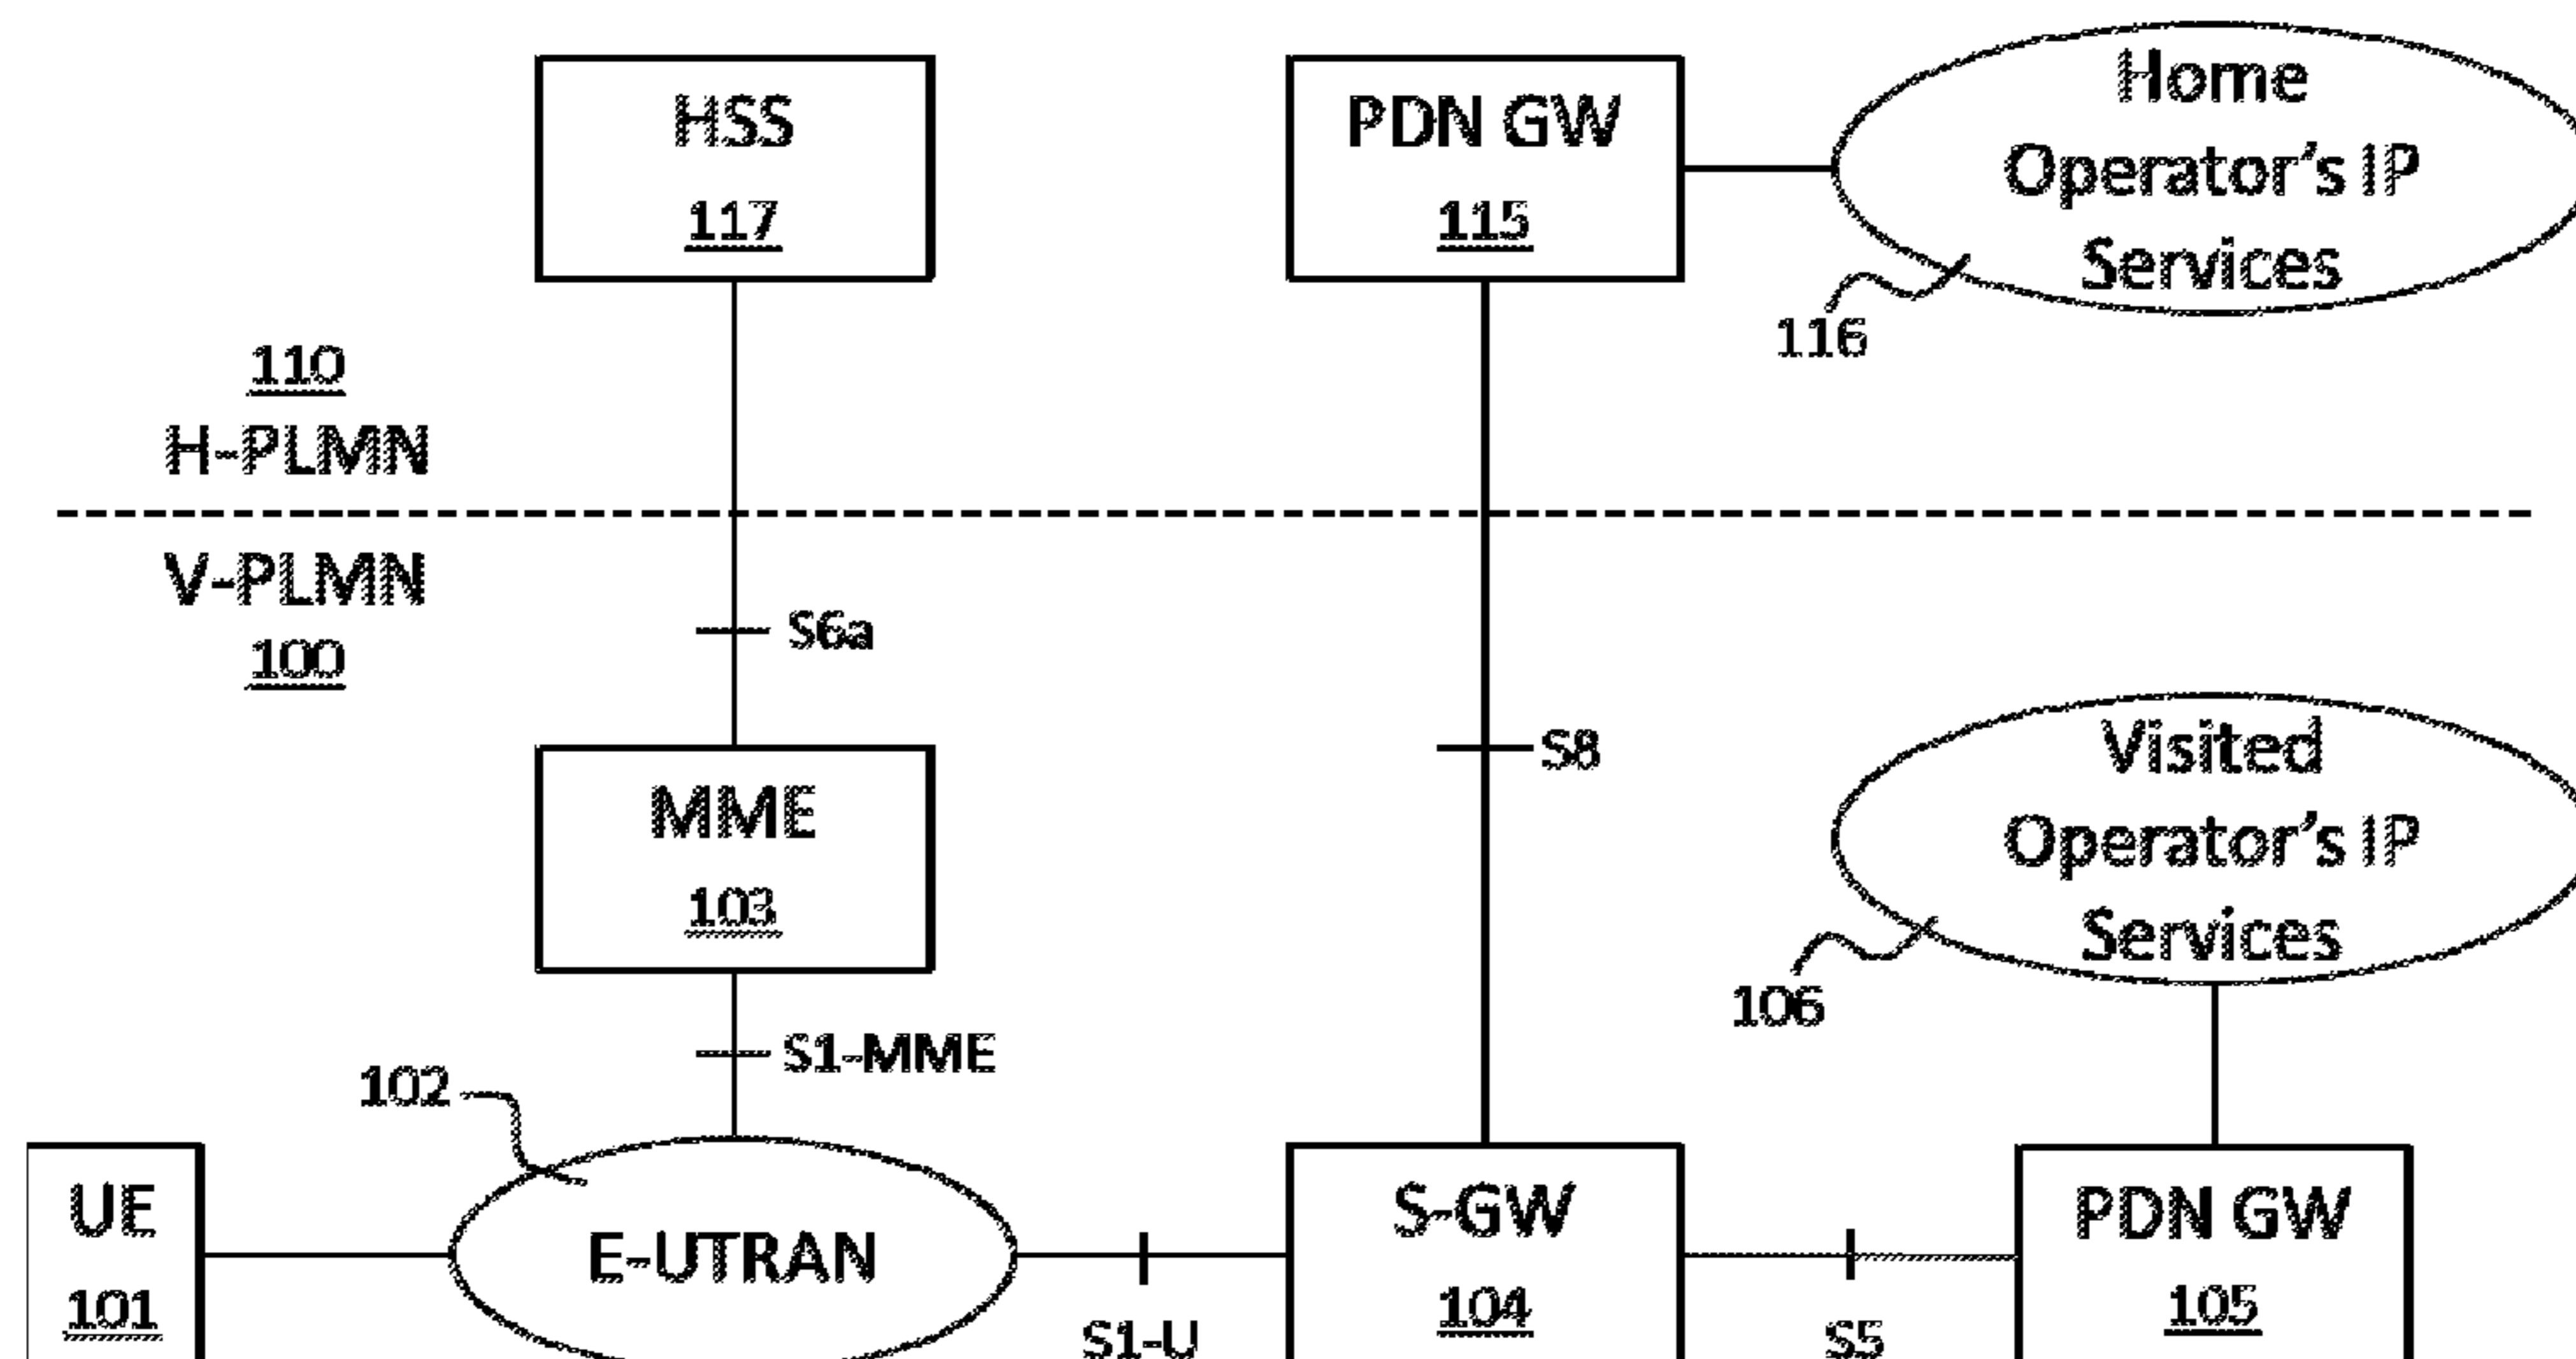 HSS
117
PDN GW
115
Home
Operator's IP
Services
116
110
H-PLMN
V-PLMN
100
S6a
S8
MME
103
Visited
Operator's IP
Services
106
S1-MME
102
UE
101
E-UTRAN
S1-U
S-GW
104
S5
PDN GW
105